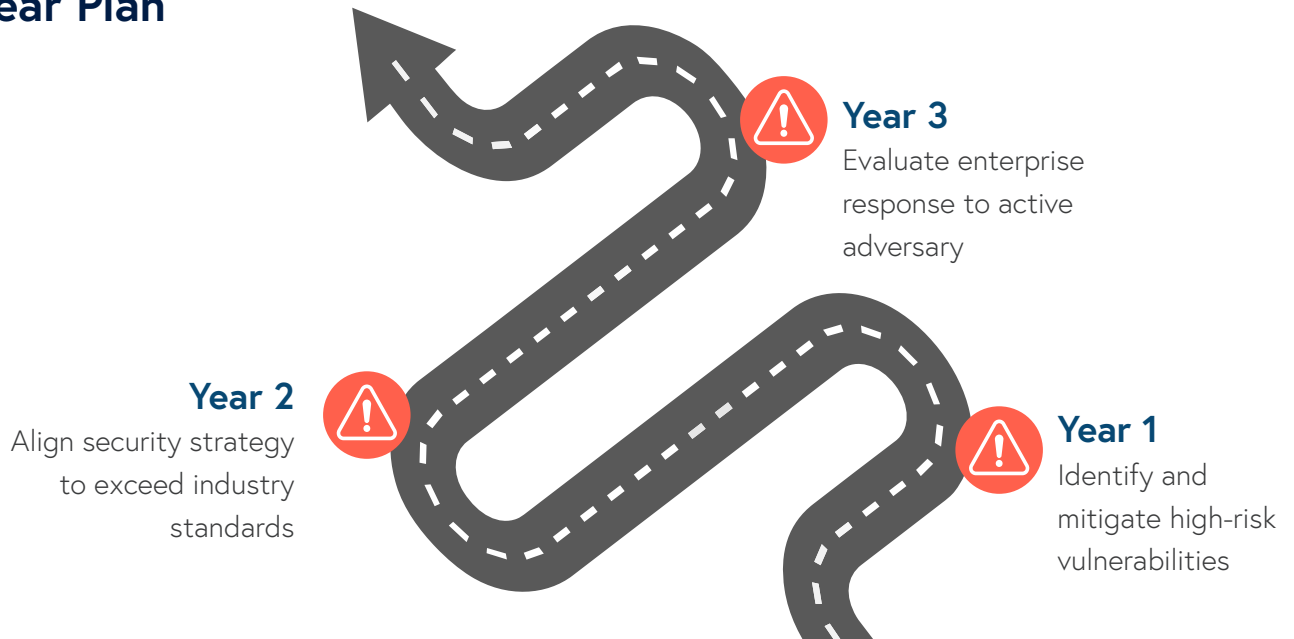 ear Plan
Year 3
Evaluate enterprise
response to active
adversary
Year 2
Align security strategy
to exceed industry
standards
Year 1
Identify and
mitigate high-risk
vulnerabilities